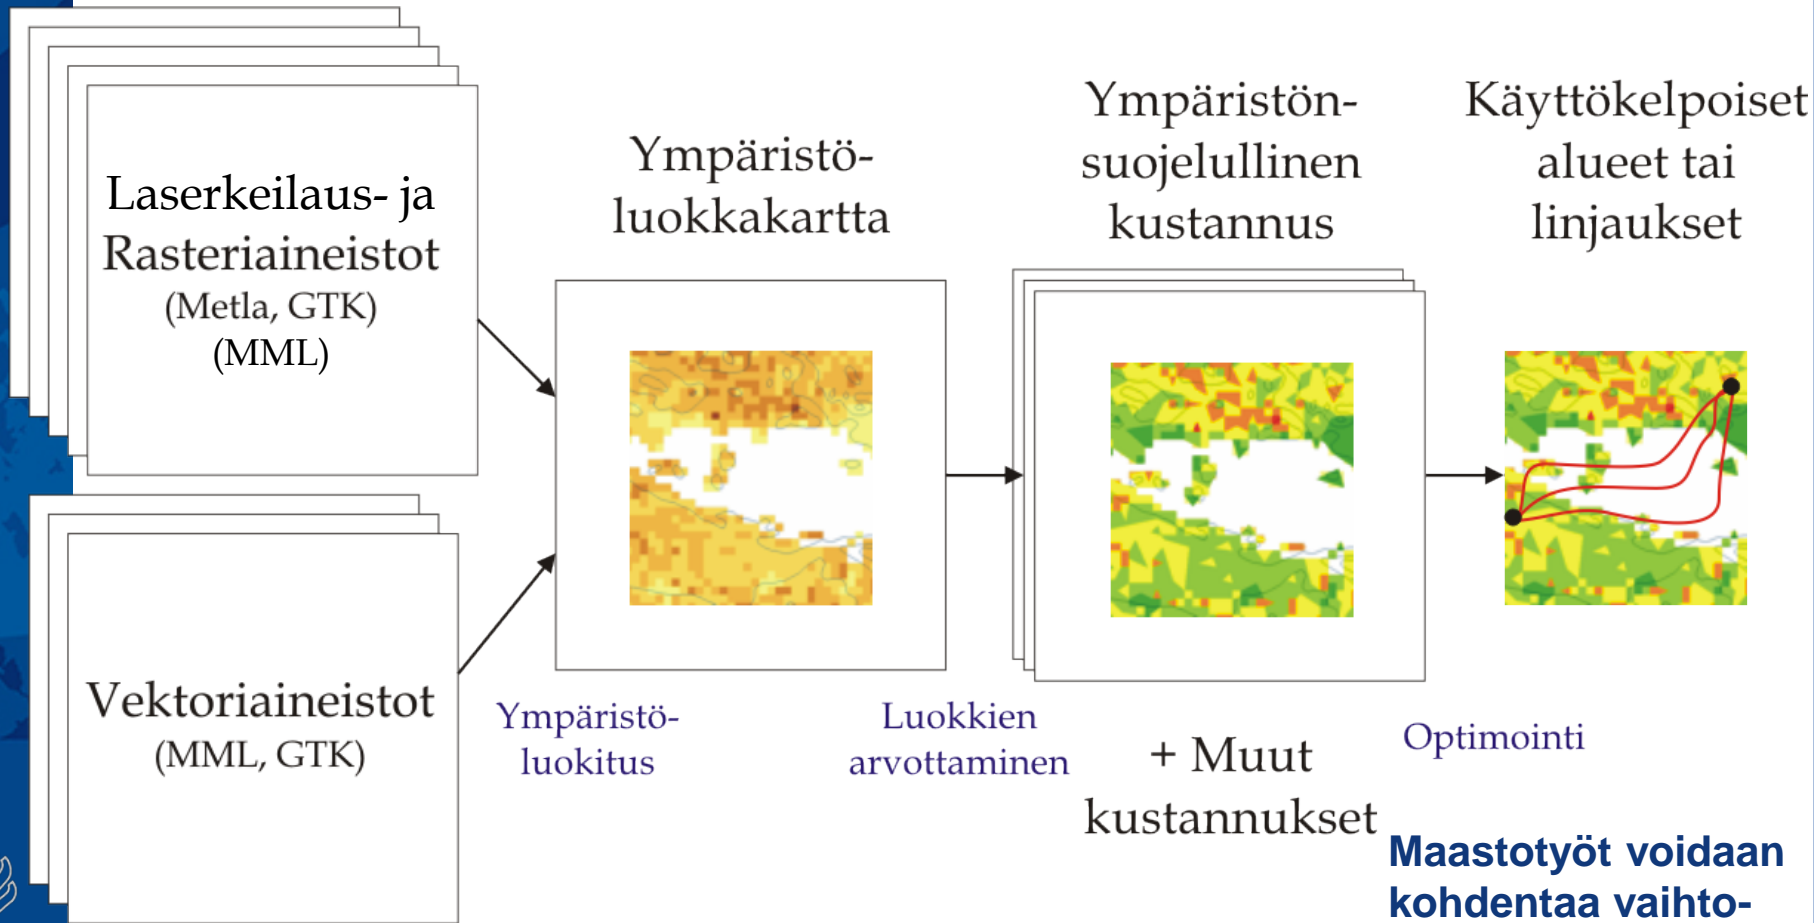 Laserkeilaus- ja
Rasteriaineistot
(Metla, GTK)
(MML)
Vektoriaineistot
(MML, GTK)
Ympäristö-
luokkakartta
Ympäristö-
luokitus
Ympäristön-
suojelullinen
kustannus
Luokkien
arvottaminen
+ Muut
kustannukset
Käyttökelpoiset
alueet tai
linjaukset
Optimointi
Maastotyöt voidaan
kohdentaa vaihto-